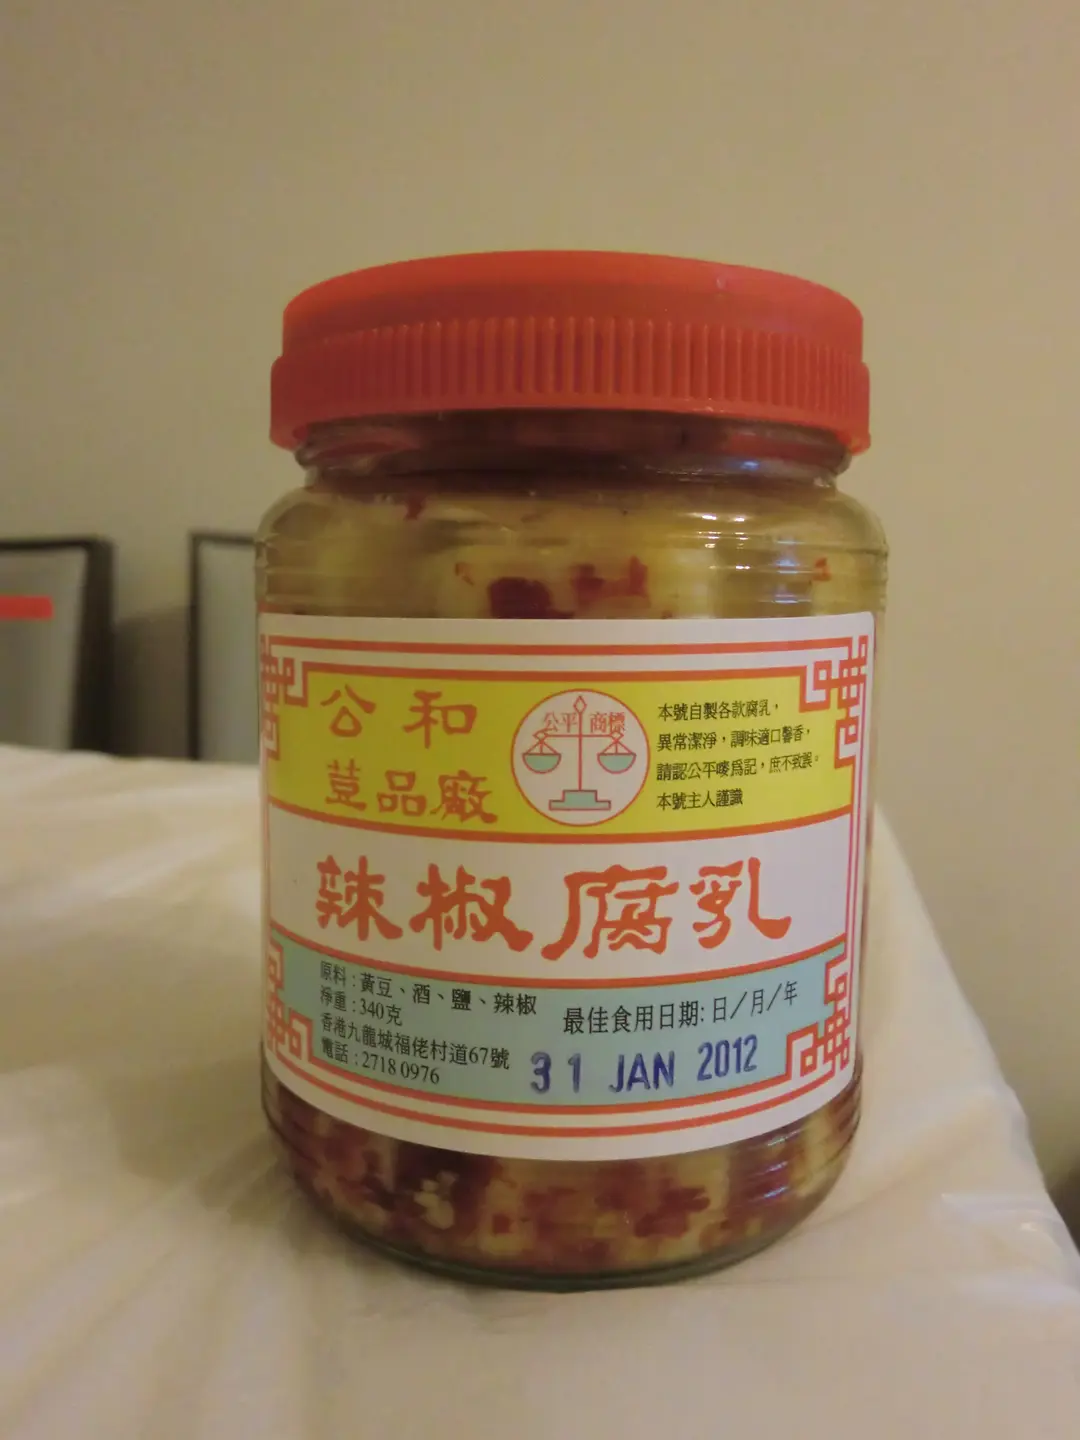 公和
荳品廠
公平 商標
本號自製各款腐乳，
異常潔淨，調味適口馨香，
請認公平嘜爲記，庶不致誤。
本號主人謹識
辣椒腐乳
原料：黃豆、酒、鹽、辣椒
淨重：340克
香港九龍城福佬村道67號
電話：2718 0976
最佳食用日期: 日/月/年
31 JAN 2012